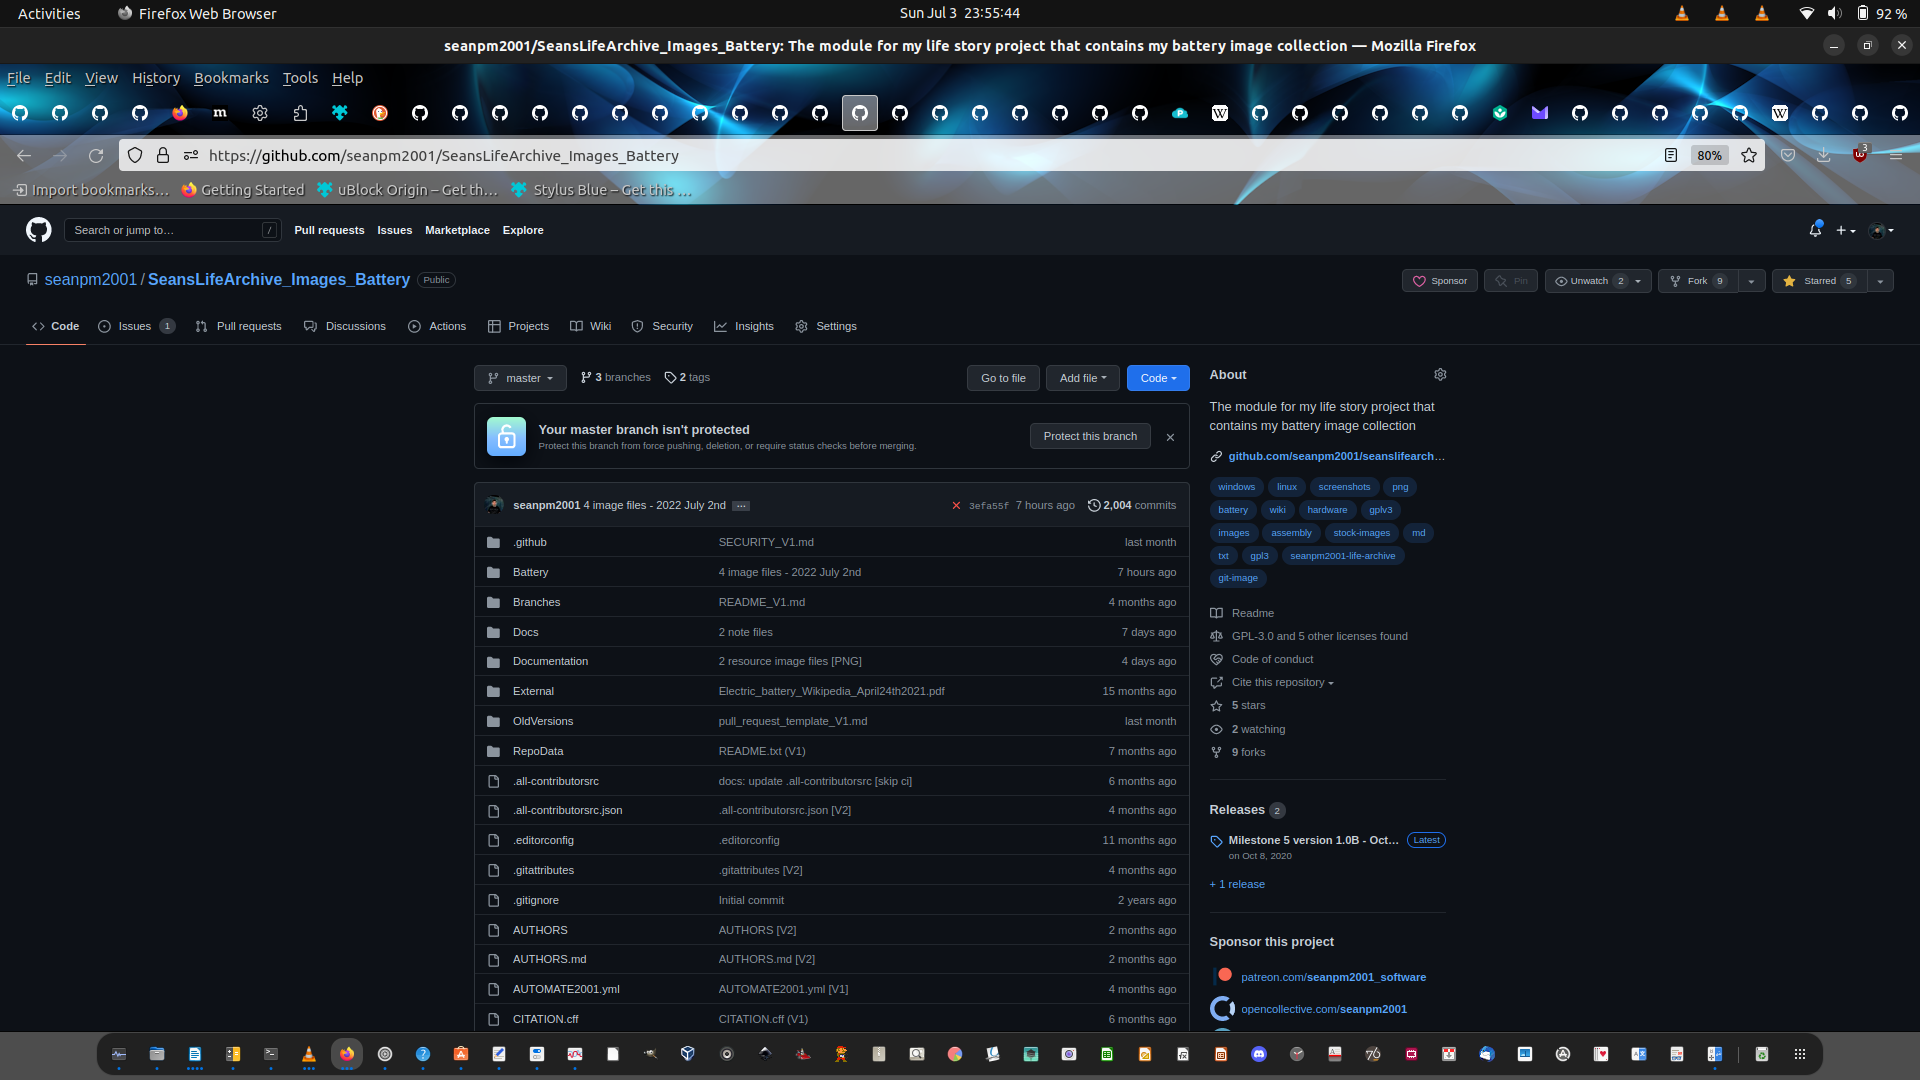 Activities Firefox Web Browser Sun Jul 3 23:55:44 92 %
seanpm2001/SeansLifeArchive_Images_Battery: The module for my life story project that contains my battery image collection — Mozilla Firefox
File Edit View History Bookmarks Tools Help
https://github.com/seanpm2001/SeansLifeArchive_Images_Battery 80% 3
Import bookmarks… Getting Started uBlock Origin – Get th… Stylus Blue – Get this …
Search or jump to… / Pull requests Issues Marketplace Explore
seanpm2001 / SeansLifeArchive_Images_Battery Public Sponsor Pin Unwatch 2 Fork 9 Starred 5
Code Issues 1 Pull requests Discussions Actions Projects Wiki Security Insights Settings
master 3 branches 2 tags Go to file Add file Code
Your master branch isn't protected
Protect this branch from force pushing, deletion, or require status checks before merging.
Protect this branch
seanpm2001 4 image files - 2022 July 2nd ... 3efa55f 7 hours ago 2,004 commits
.github SECURITY_V1.md last month
Battery 4 image files - 2022 July 2nd 7 hours ago
Branches README_V1.md 4 months ago
Docs 2 note files 7 days ago
Documentation 2 resource image files [PNG] 4 days ago
External Electric_battery_Wikipedia_April24th2021.pdf 15 months ago
OldVersions pull_request_template_V1.md last month
RepoData README.txt (V1) 7 months ago
.all-contributorsrc docs: update .all-contributorsrc [skip ci] 6 months ago
.all-contributorsrc.json .all-contributorsrc.json [V2] 4 months ago
.editorconfig .editorconfig 11 months ago
.gitattributes .gitattributes [V2] 4 months ago
.gitignore Initial commit 2 years ago
AUTHORS AUTHORS [V2] 2 months ago
AUTHORS.md AUTHORS.md [V2] 2 months ago
AUTOMATE2001.yml AUTOMATE2001.yml [V1] 4 months ago
CITATION.cff CITATION.cff (V1) 6 months ago
About
The module for my life story project that
contains my battery image collection
github.com/seanpm2001/seanslifearch…
windows linux screenshots png
battery wiki hardware gplv3
images assembly stock-images md
txt gpl3 seanpm2001-life-archive
git-image
Readme
GPL-3.0 and 5 other licenses found
Code of conduct
Cite this repository
5 stars
2 watching
9 forks
Releases 2
Milestone 5 version 1.0B - Oct… Latest
on Oct 8, 2020
+ 1 release
Sponsor this project
patreon.com/seanpm2001_software
opencollective.com/seanpm2001